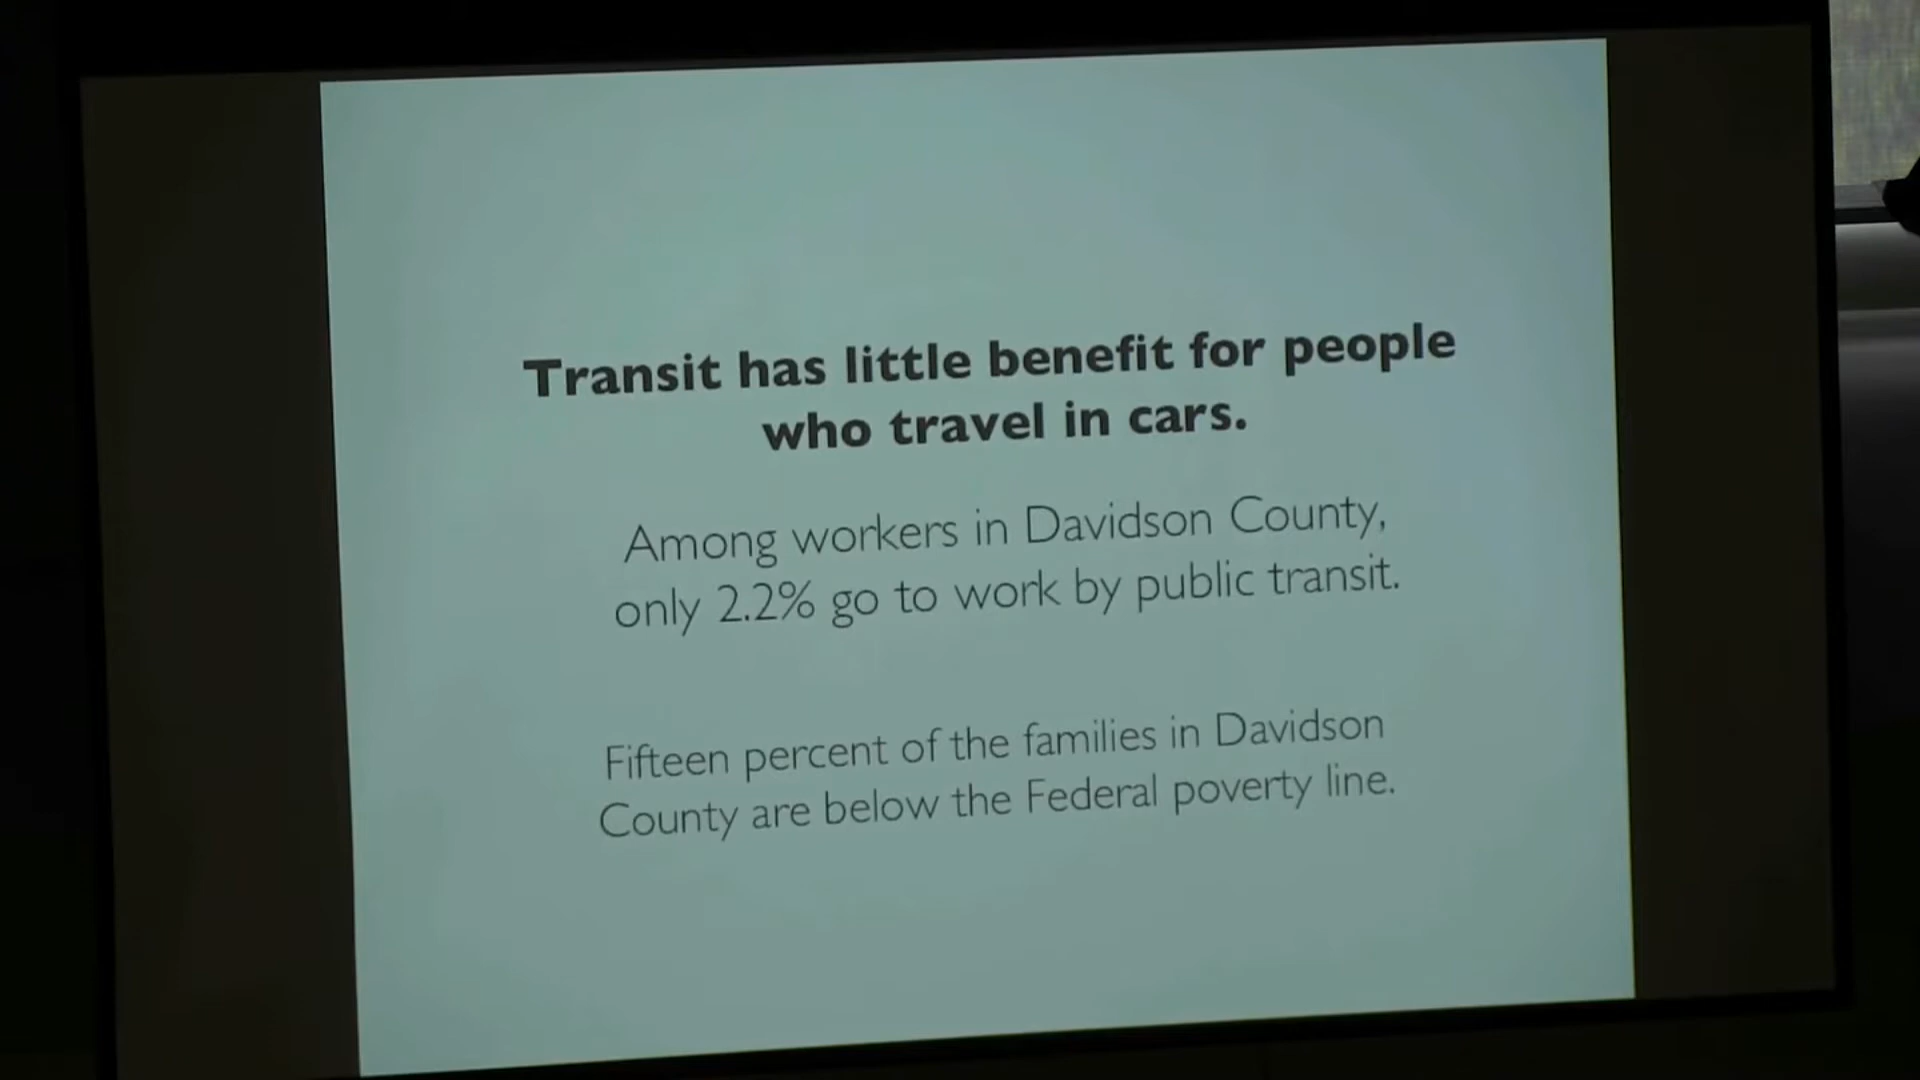 Transit has little benefit for people
who travel in cars.
Among workers in Davidson County,
only 2.2% go to work by public transit.
Fifteen percent of the families in Davidson
County are below the Federal poverty line.